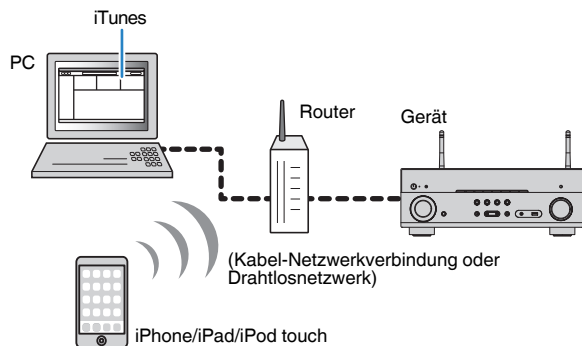 iTunes
PC
Router
Gerät
(Kabel-Netzwerkverbindung oder
Drahtlosnetzwerk)
iPhone/iPad/iPod touch